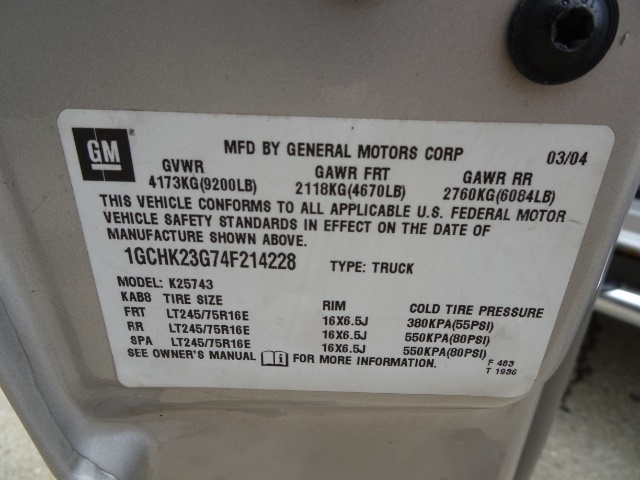 GM ®
MFD BY GENERAL MOTORS CORP 03/04
GVWR GAWR FRT GAWR RR
4173KG(9200LB) 2118KG(4670LB) 2760KG(6084LB)
THIS VEHICLE CONFORMS TO ALL APPLICABLE U.S. FEDERAL MOTOR
VEHICLE SAFETY STANDARDS IN EFFECT ON THE DATE OF
MANUFACTURE SHOWN ABOVE.
1GCHK23G74F214228 TYPE: TRUCK
MODEL: K25743
KAB8 TIRE SIZE RIM COLD TIRE PRESSURE
FRT LT245/75R16E 16X6.5J 380KPA(55PSI)
RR LT245/75R16E 16X6.5J 550KPA(80PSI)
SPA LT245/75R16E 16X6.5J 550KPA(80PSI)
SEE OWNER'S MANUAL FOR MORE INFORMATION.
F 483
T 1936